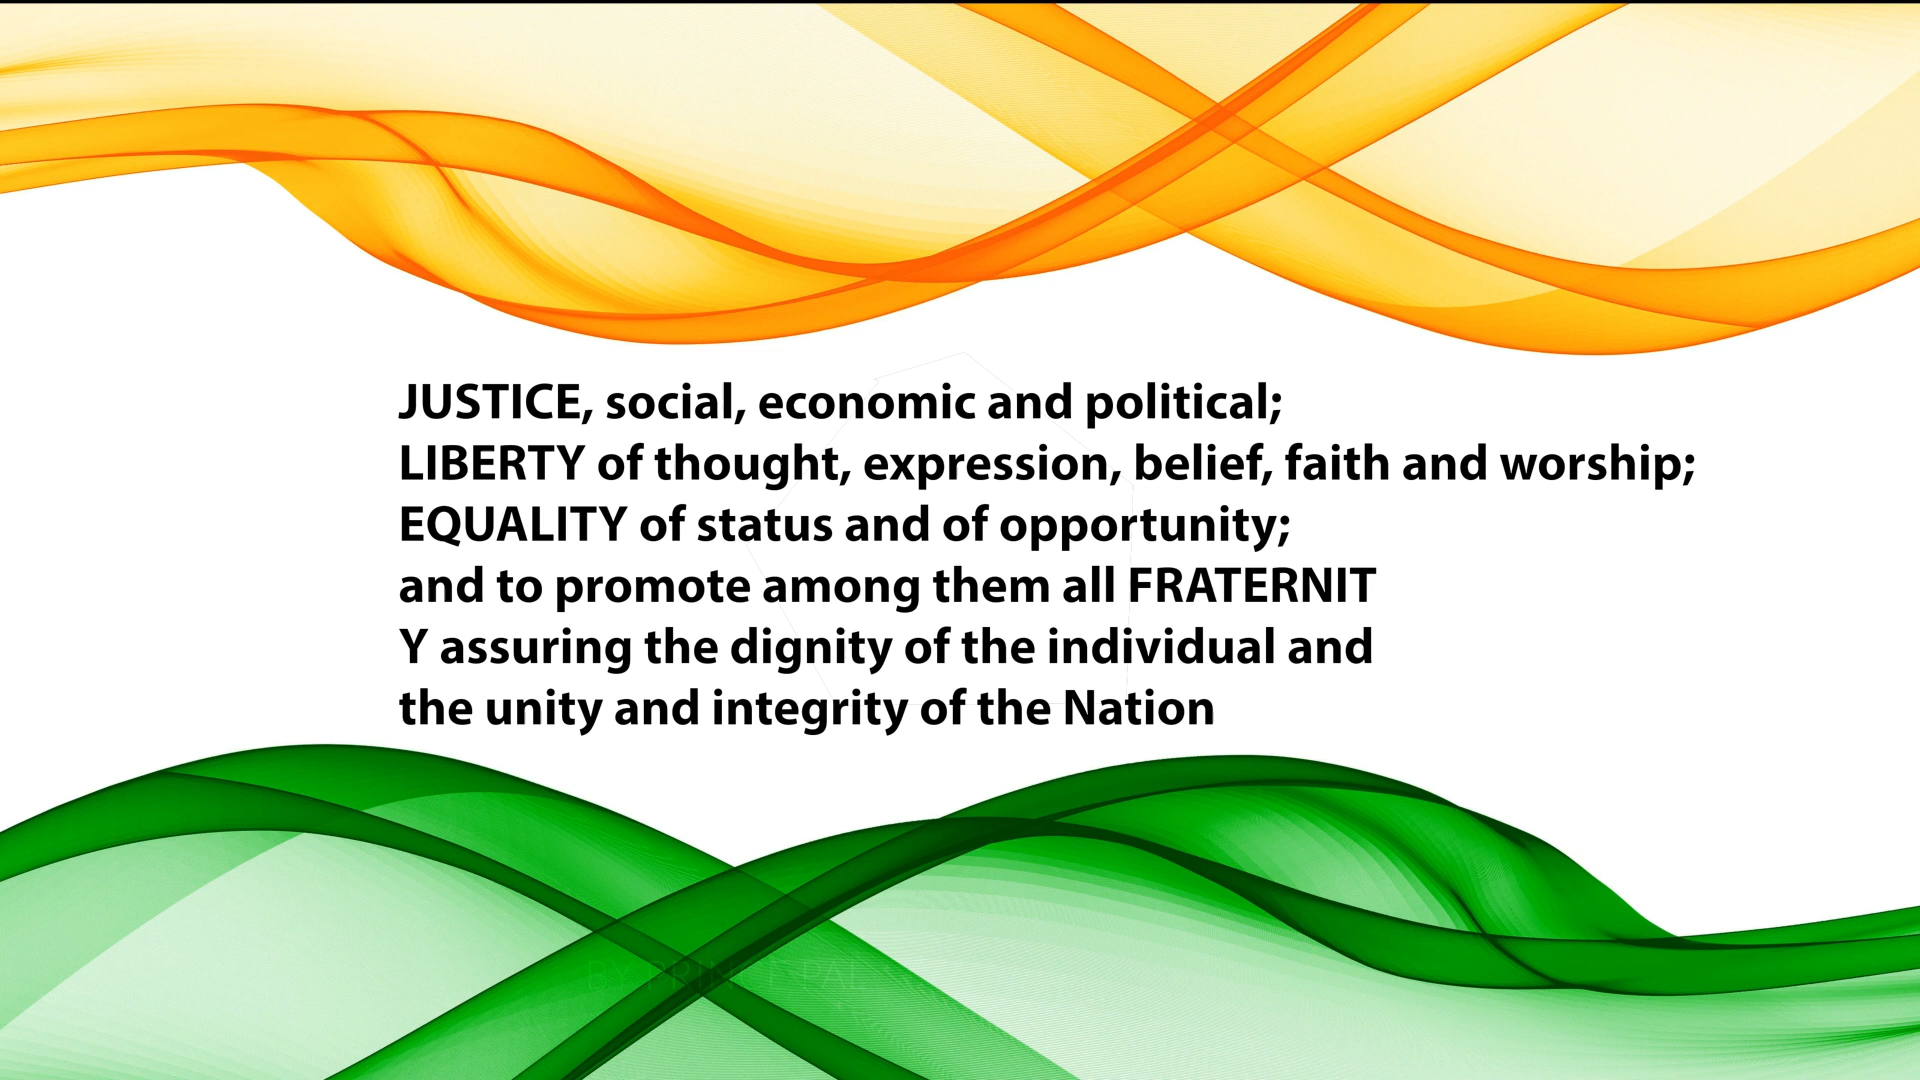 JUSTICE, social, economic and political;
LIBERTY of thought, expression, belief, faith and worship;
EQUALITY of status and of opportunity;
and to promote among them all FRATERNIT
Y assuring the dignity of the individual and
the unity and integrity of the Nation